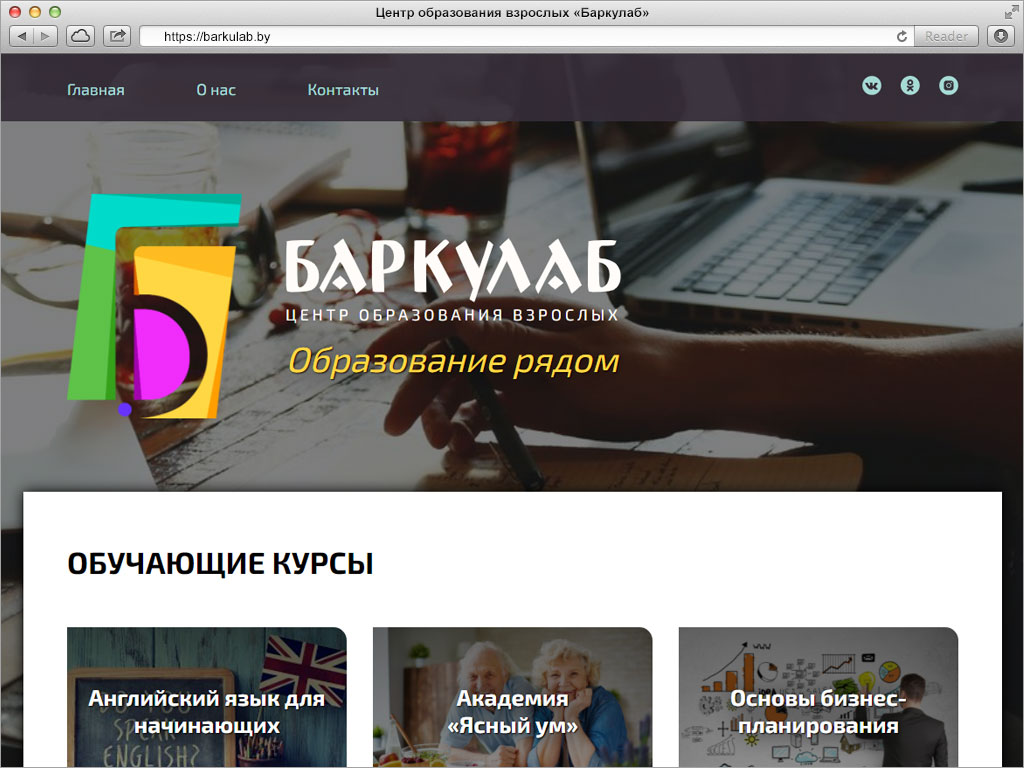 Центр образования взрослых «Баркулаб»
https://barkulab.by
Reader
Главная
О нас
Контакты
БАРКУЛАБ
ЦЕНТР ОБРАЗОВАНИЯ ВЗРОСЛЫХ
Образование рядом
ОБУЧАЮЩИЕ КУРСЫ
Английский язык для
начинающих
Академия
«Ясный ум»
Основы бизнес-
планирования
ENGLISH?